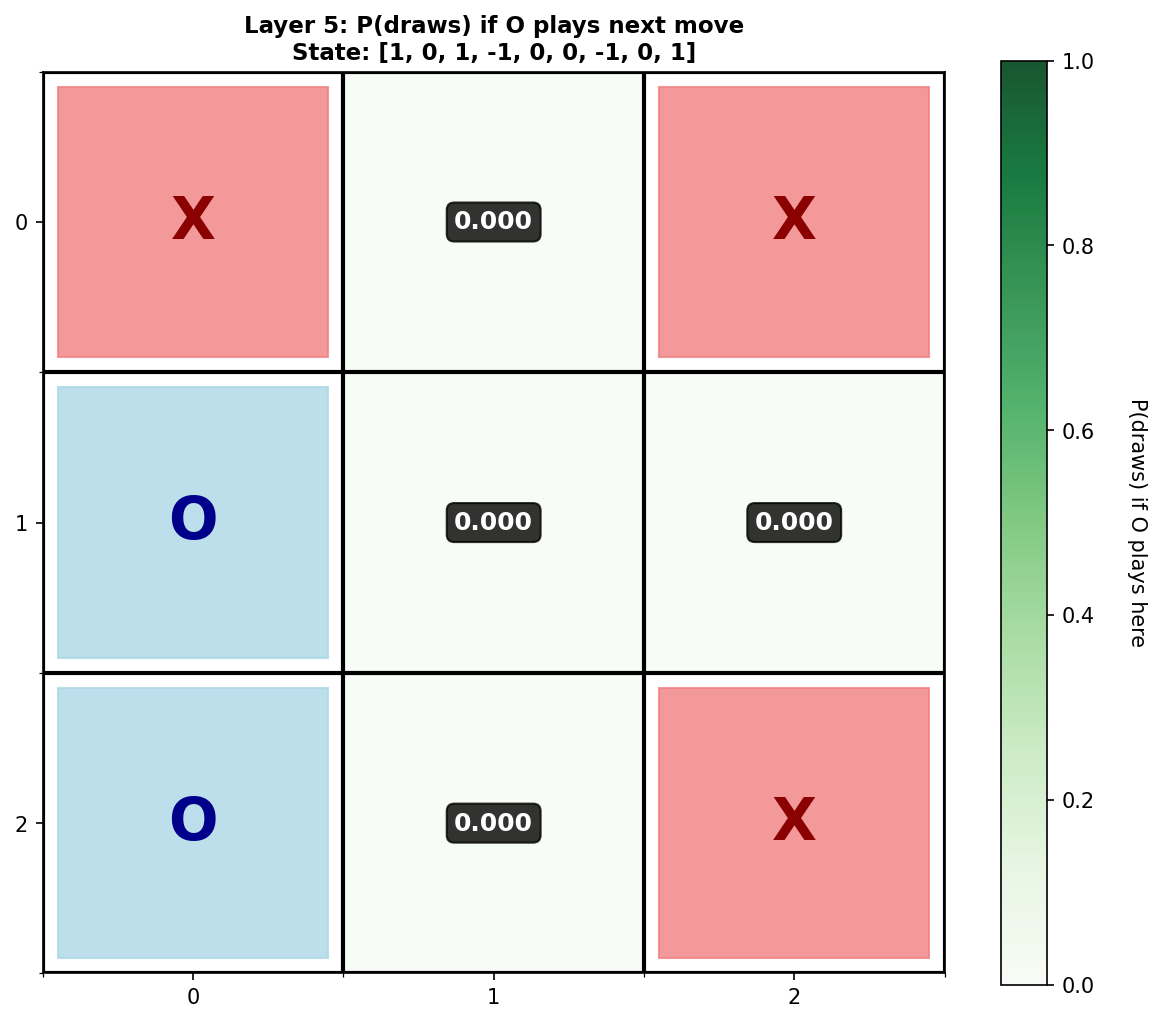 Layer 5: P(draws) if O plays next move
State: [1, 0, 1, -1, 0, 0, -1, 0, 1]
X
0.000
X
O
0.000
0.000
O
0.000
X
0
1
2
0
1
2
1.0
0.8
0.6
0.4
0.2
0.0
P(draws) if O plays here